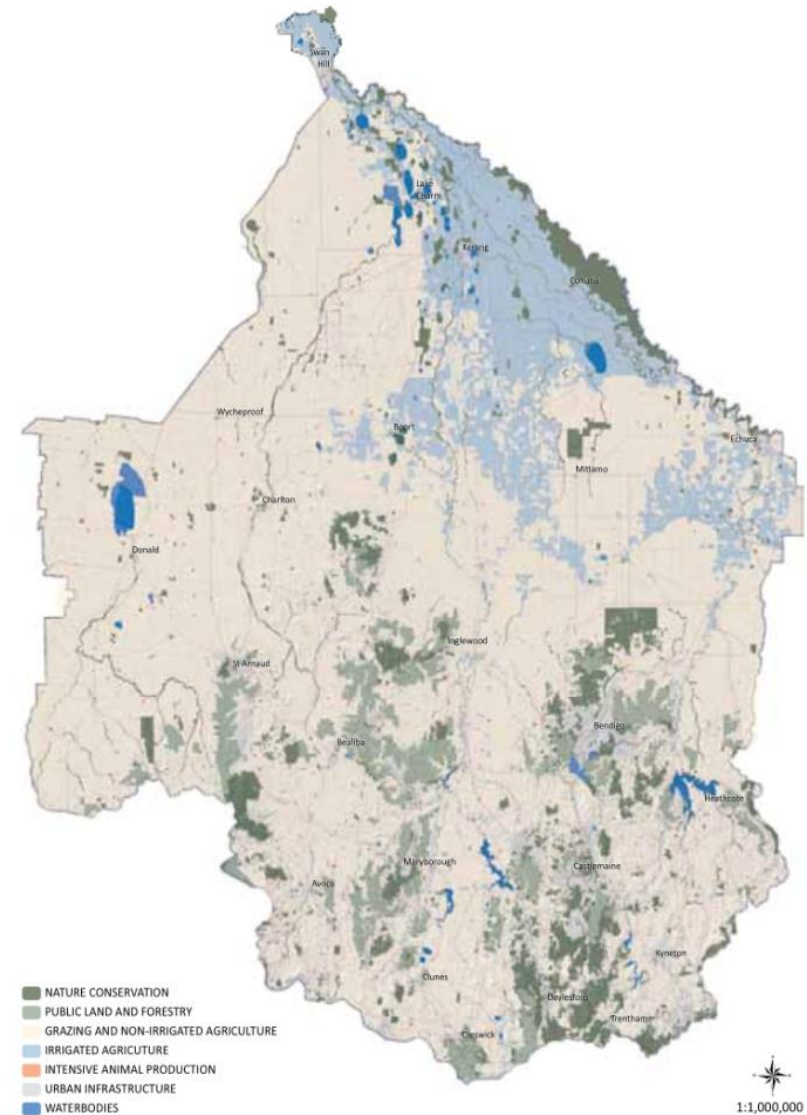 Swan
Hill
Lake
Charm
Kerang
Cohuna
Wycheproof
Boort
Echuca
Mitiamo
Charlton
Donald
Inglewood
St Arnaud
Bendigo
Bealiba
Heathcote
Maryborough
Castlemaine
Avoca
Kyneton
Clunes
Daylesford
Trentham
Creswick
NATURE CONSERVATION
PUBLIC LAND AND FORESTRY
GRAZING AND NON-IRRIGATED AGRICULTURE
IRRIGATED AGRICUTURE
INTENSIVE ANIMAL PRODUCTION
URBAN INFRASTRUCTURE
WATERBODIES
1:1,000,000